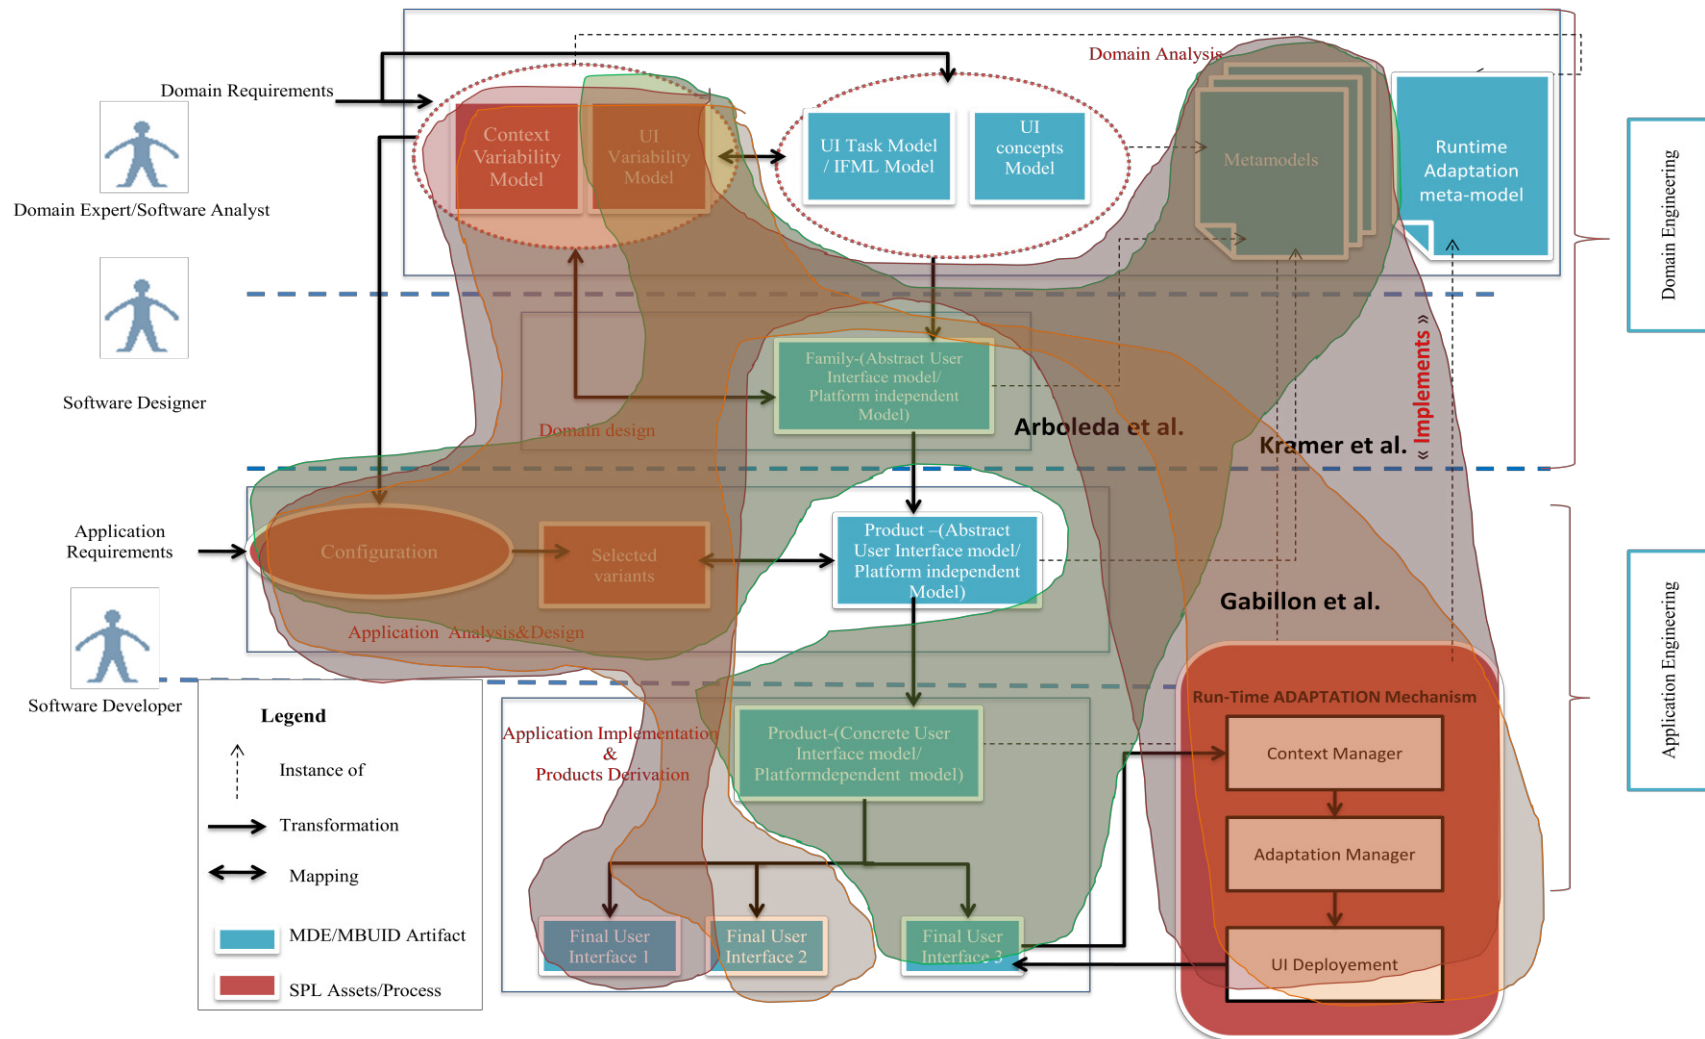 Domain Analysis
Domain Requirements
Context
Variability
Model
UI
Variability
Model
UI Task Model
/ IFML Model
UI
concepts
Model
Metamodels
Runtime
Adaptation
meta-model
Domain Engineering
Domain Expert/Software Analyst
Software Designer
Family-(Abstract User
Interface model/
Platform independent
Model)
Domain design
Arboleda et al.
Kramer et al.
« Implements »
Application
Requirements
Configuration
Selected
variants
Product –(Abstract
User Interface model/
Platform independent
Model)
Application Analysis&Design
Gabillon et al.
Application Engineering
Software Developer
Legend
Instance of
Transformation
Mapping
MDE/MBUID Artifact
SPL Assets/Process
Application Implementation
&
Products Derivation
Product-(Concrete User
Interface model/
Platformdependent model)
Final User
Interface 1
Final User
Interface 2
Final User
Interface 3
Run-Time ADAPTATION Mechanism
Context Manager
Adaptation Manager
UI Deployement